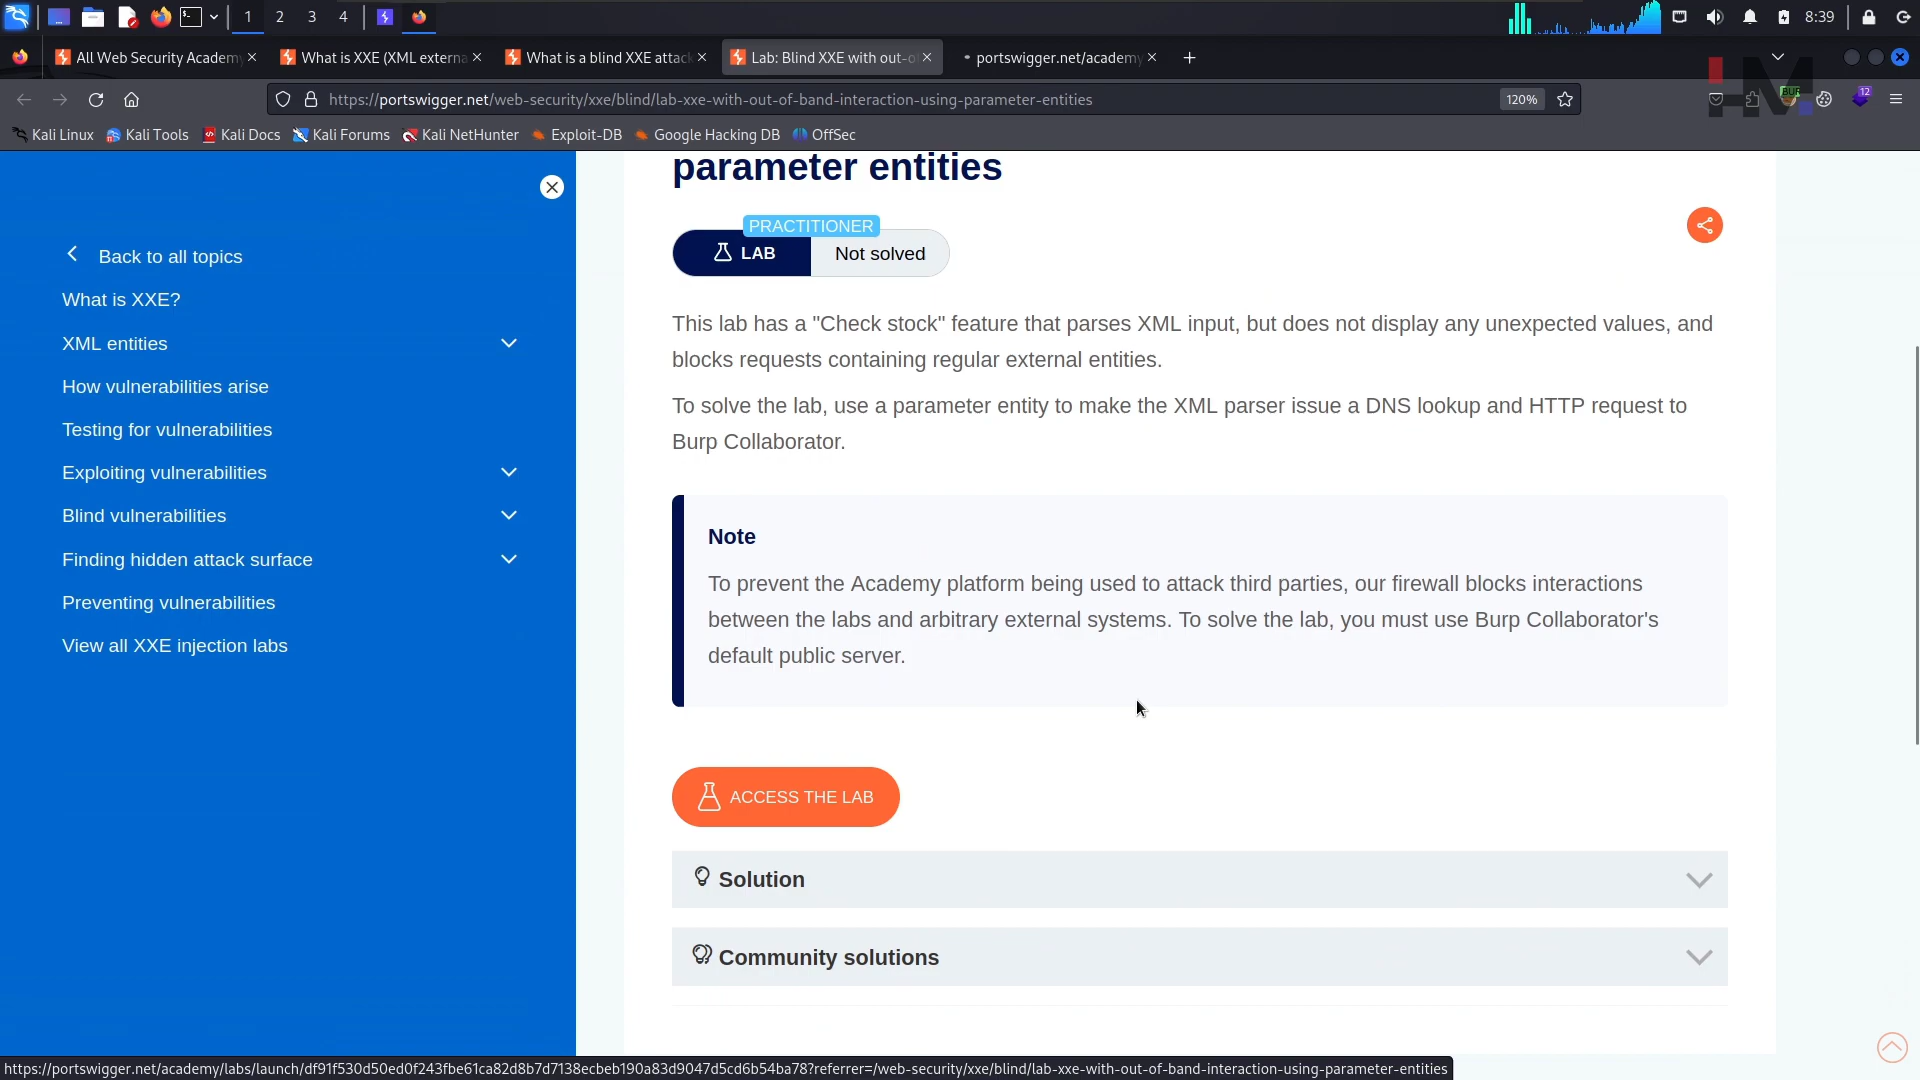 1 2 3 4 8:39
All Web Security Academy
What is XXE (XML externa
What is a blind XXE attac
Lab: Blind XXE with out-o
portswigger.net/academy
https://portswigger.net/web-security/xxe/blind/lab-xxe-with-out-of-band-interaction-using-parameter-entities
120%
BUR
12
HM
Kali Linux Kali Tools Kali Docs Kali Forums Kali NetHunter Exploit-DB Google Hacking DB OffSec
Back to all topics
What is XXE?
XML entities
How vulnerabilities arise
Testing for vulnerabilities
Exploiting vulnerabilities
Blind vulnerabilities
Finding hidden attack surface
Preventing vulnerabilities
View all XXE injection labs
parameter entities
PRACTITIONER
LAB Not solved
This lab has a "Check stock" feature that parses XML input, but does not display any unexpected values, and
blocks requests containing regular external entities.
To solve the lab, use a parameter entity to make the XML parser issue a DNS lookup and HTTP request to
Burp Collaborator.
Note
To prevent the Academy platform being used to attack third parties, our firewall blocks interactions
between the labs and arbitrary external systems. To solve the lab, you must use Burp Collaborator's
default public server.
ACCESS THE LAB
Solution
Community solutions
https://portswigger.net/academy/labs/launch/df91f530d50ed0f243fbe61ca82d8b7d7138ecbeb190a83d9047d5cd6b54ba78?referrer=/web-security/xxe/blind/lab-xxe-with-out-of-band-interaction-using-parameter-entities